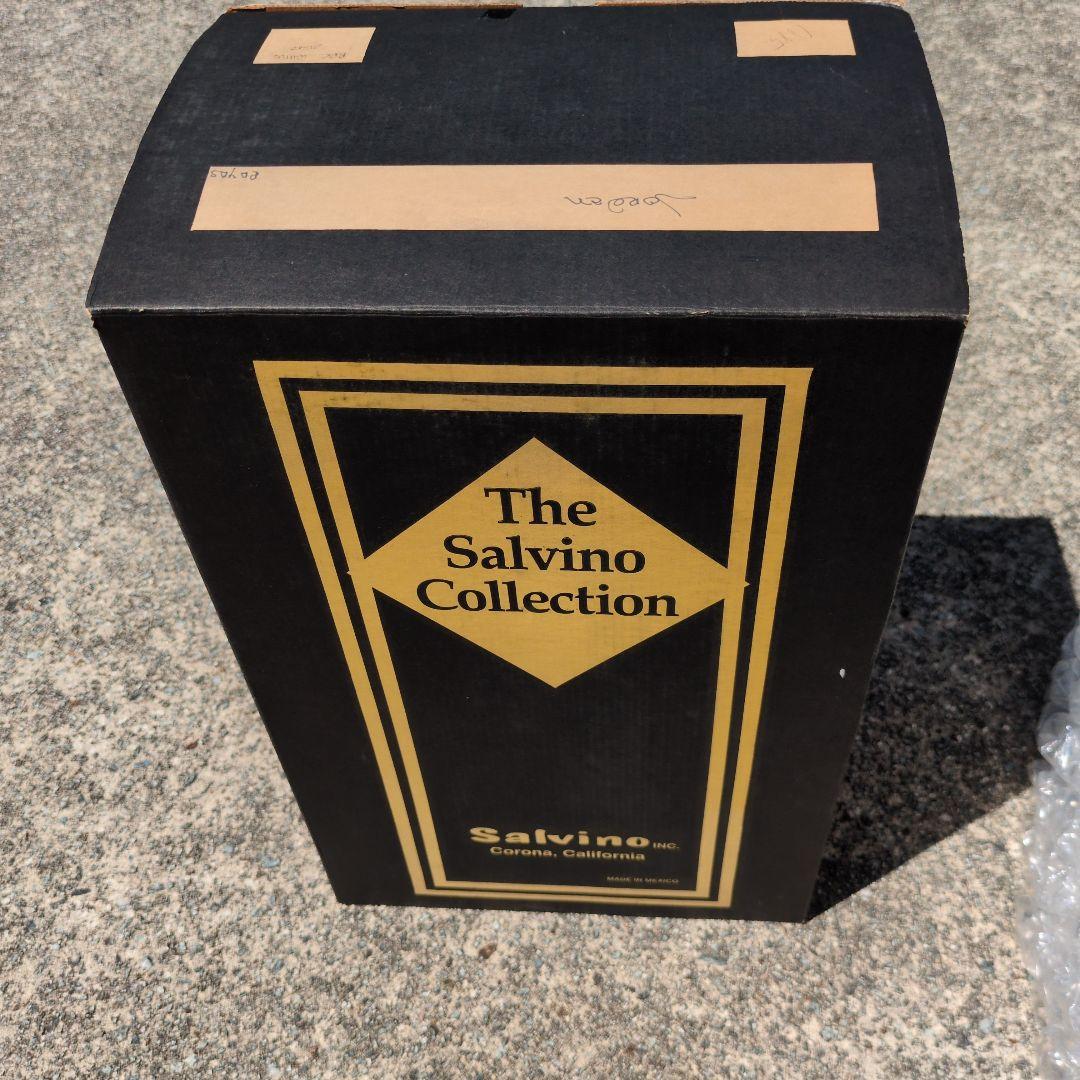 Jordan
The
Salvino
Collection
Salvino INC.
Corona, California
MADE IN MEXICO